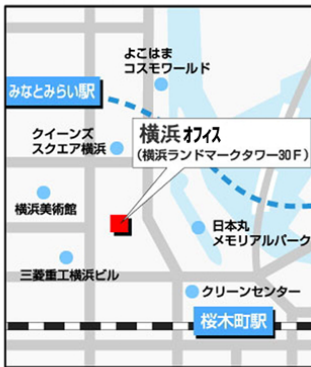 よこはま
コスモワールド
みなとみらい駅
クイーンズ
スクエア横浜
横浜オフィス
(横浜ランドマークタワー30F)
横浜美術館
日本丸
メモリアルパーク
三菱重工横浜ビル
クリーンセンター
桜木町駅